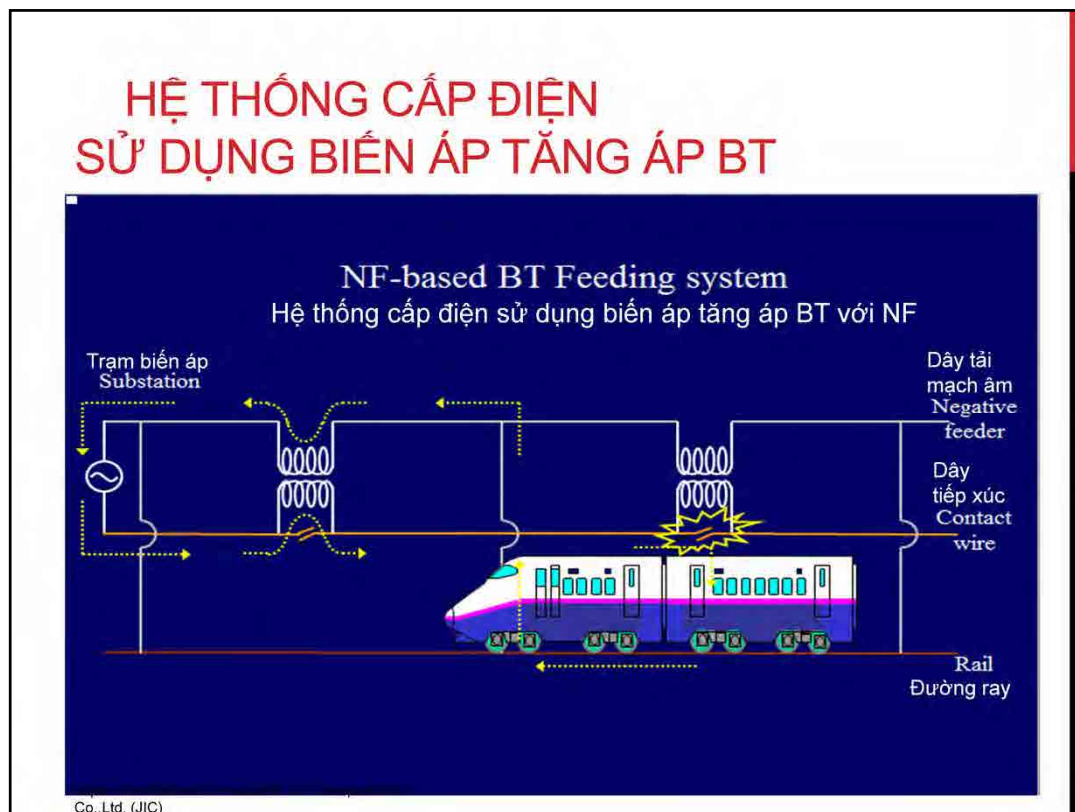 HỆ THỐNG CẤP ĐIỆN
SỬ DỤNG BIẾN ÁP TĂNG ÁP BT
NF-based BT Feeding system
Hệ thống cấp điện sử dụng biến áp tăng áp BT với NF
Trạm biến áp
Substation
Dây tải
mạch âm
Negative
feeder
Dây
tiếp xúc
Contact
wire
Rail
Đường ray
Co.,Ltd. (JIC)